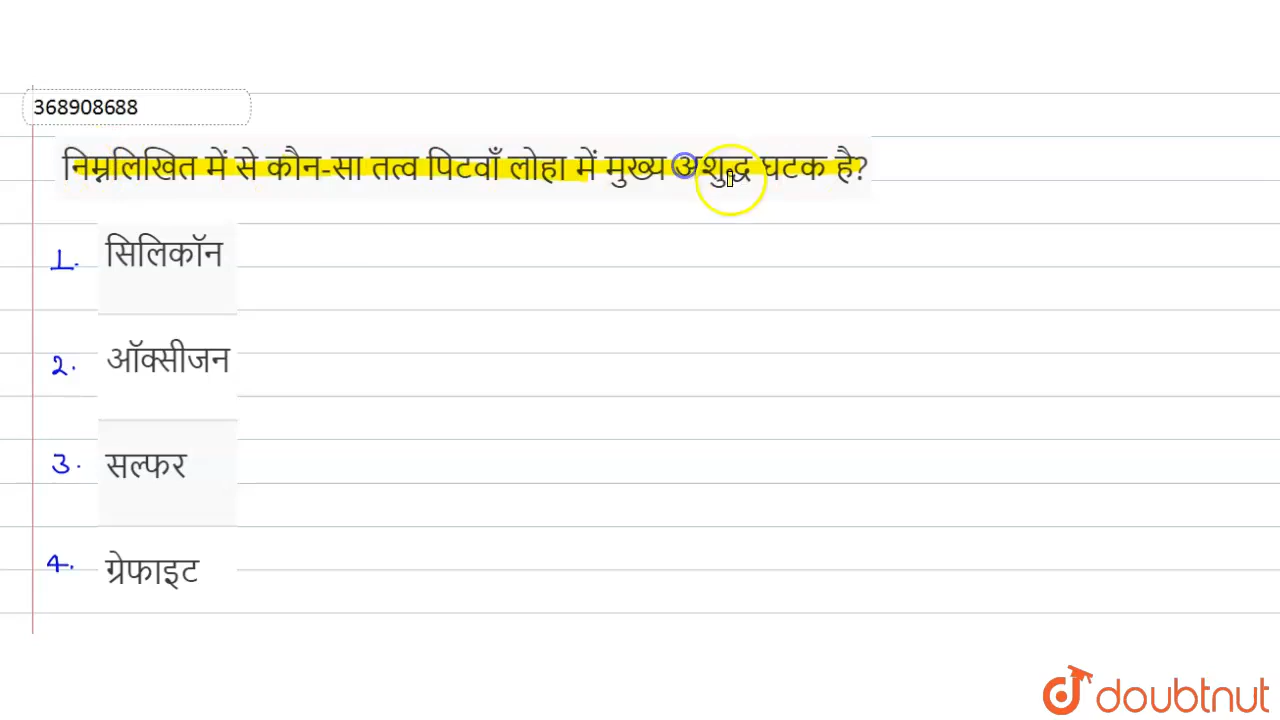 368908688
निम्नलिखित में से कौन-सा तत्व पिटवाँ लोहा में मुख्य अशुद्ध घटक है?
1. सिलिकॉन
2. ऑक्सीजन
3. सल्फर
4. ग्रेफाइट
doubtnut